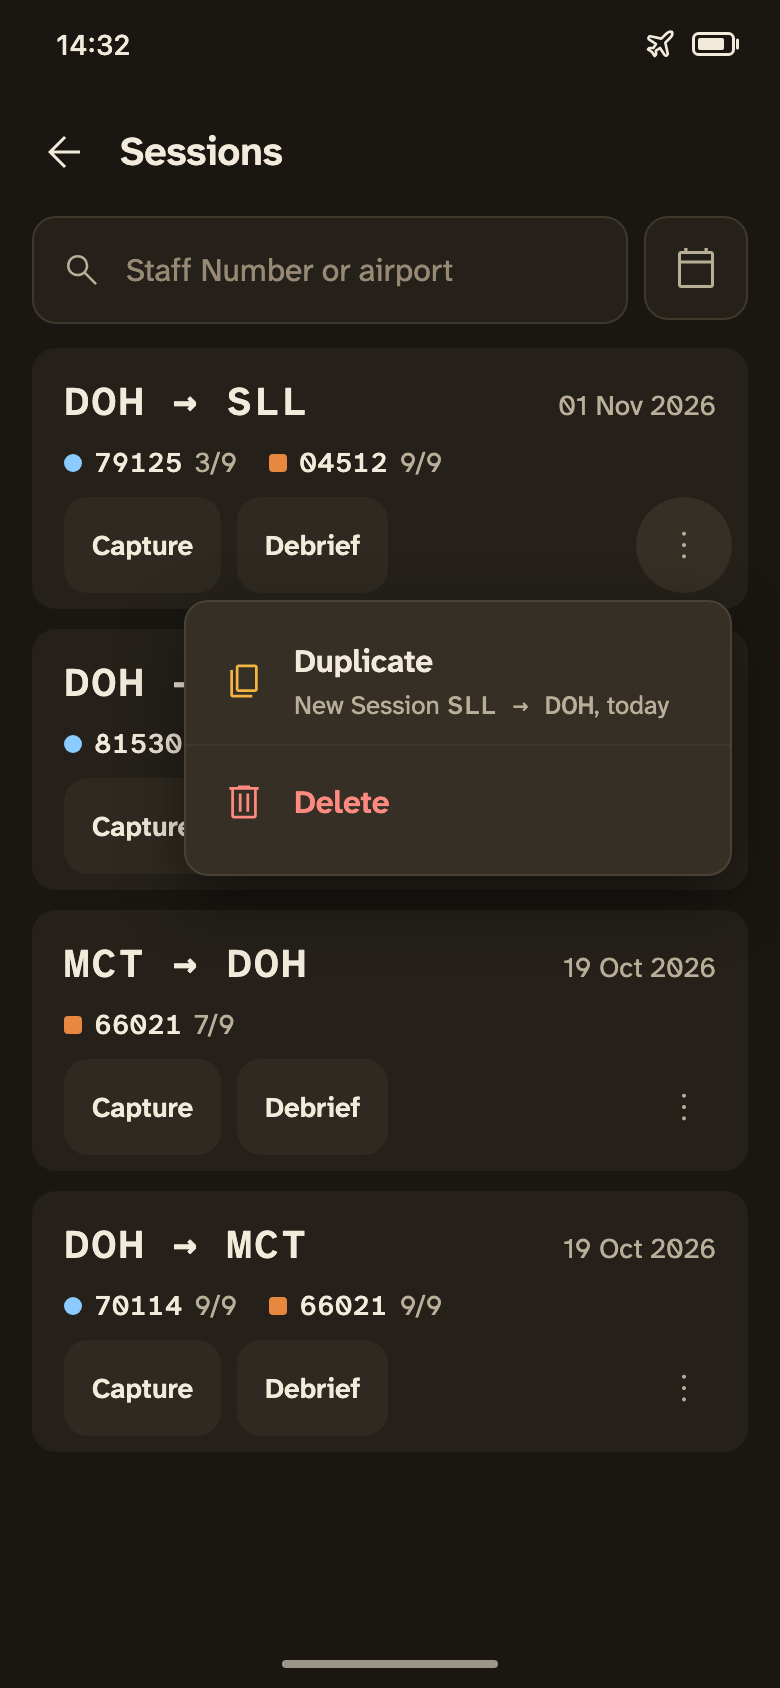 14:32
Sessions
Staff Number or airport
DOH → SLL 01 Nov 2026
79125 3/9 04512 9/9
Capture Debrief
DOH
81530
Capture
Duplicate
New Session SLL → DOH, today
Delete
MCT → DOH 19 Oct 2026
66021 7/9
Capture Debrief
DOH → MCT 19 Oct 2026
70114 9/9 66021 9/9
Capture Debrief